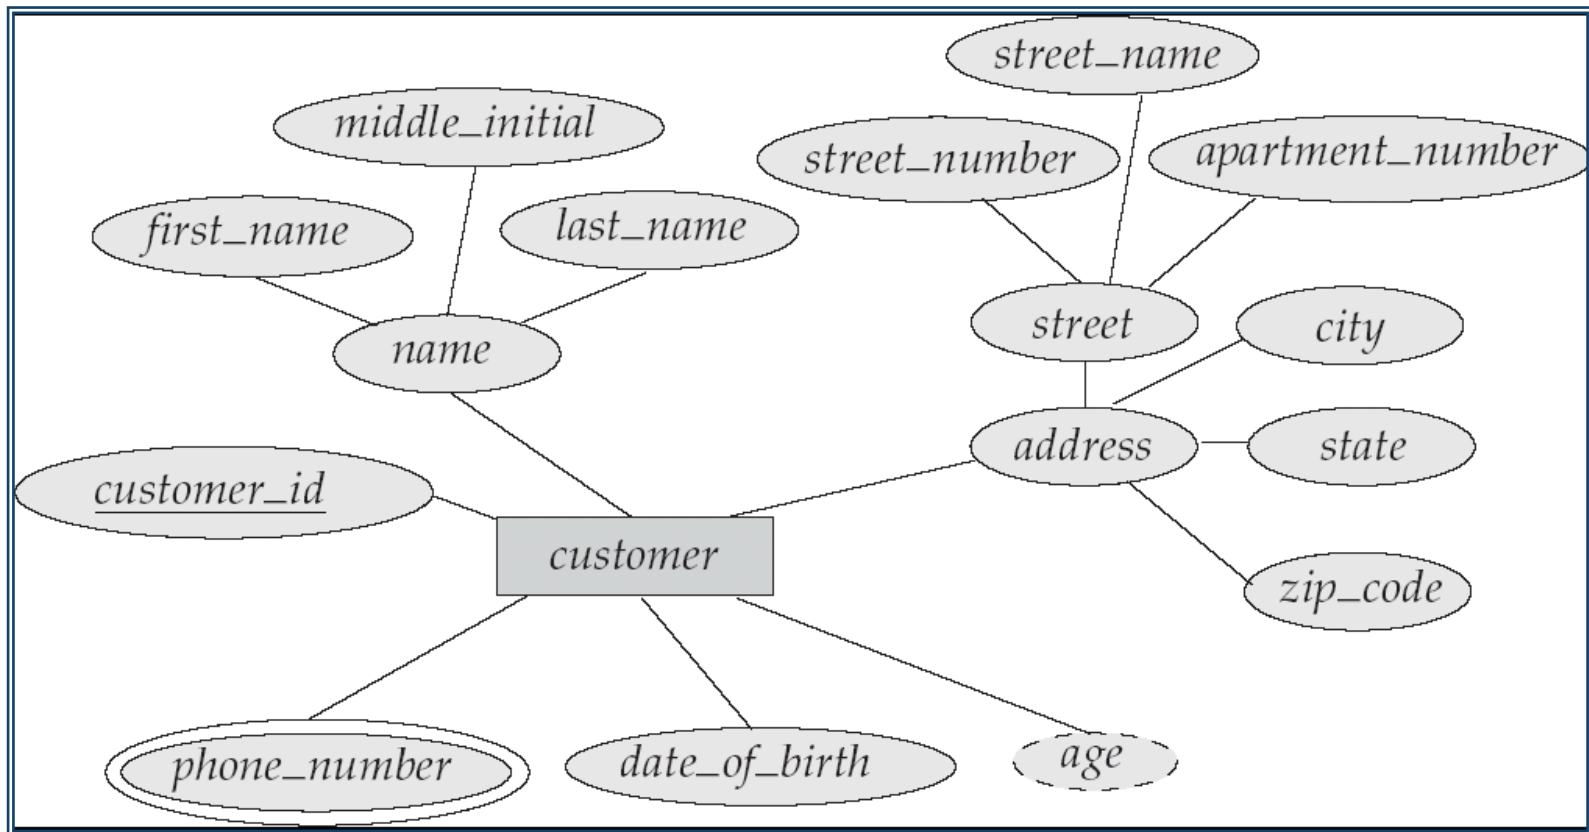 street_name
middle_initial
street_number
apartment_number
first_name
last_name
street
city
name
address
state
customer_id
customer
zip_code
phone_number
date_of_birth
age